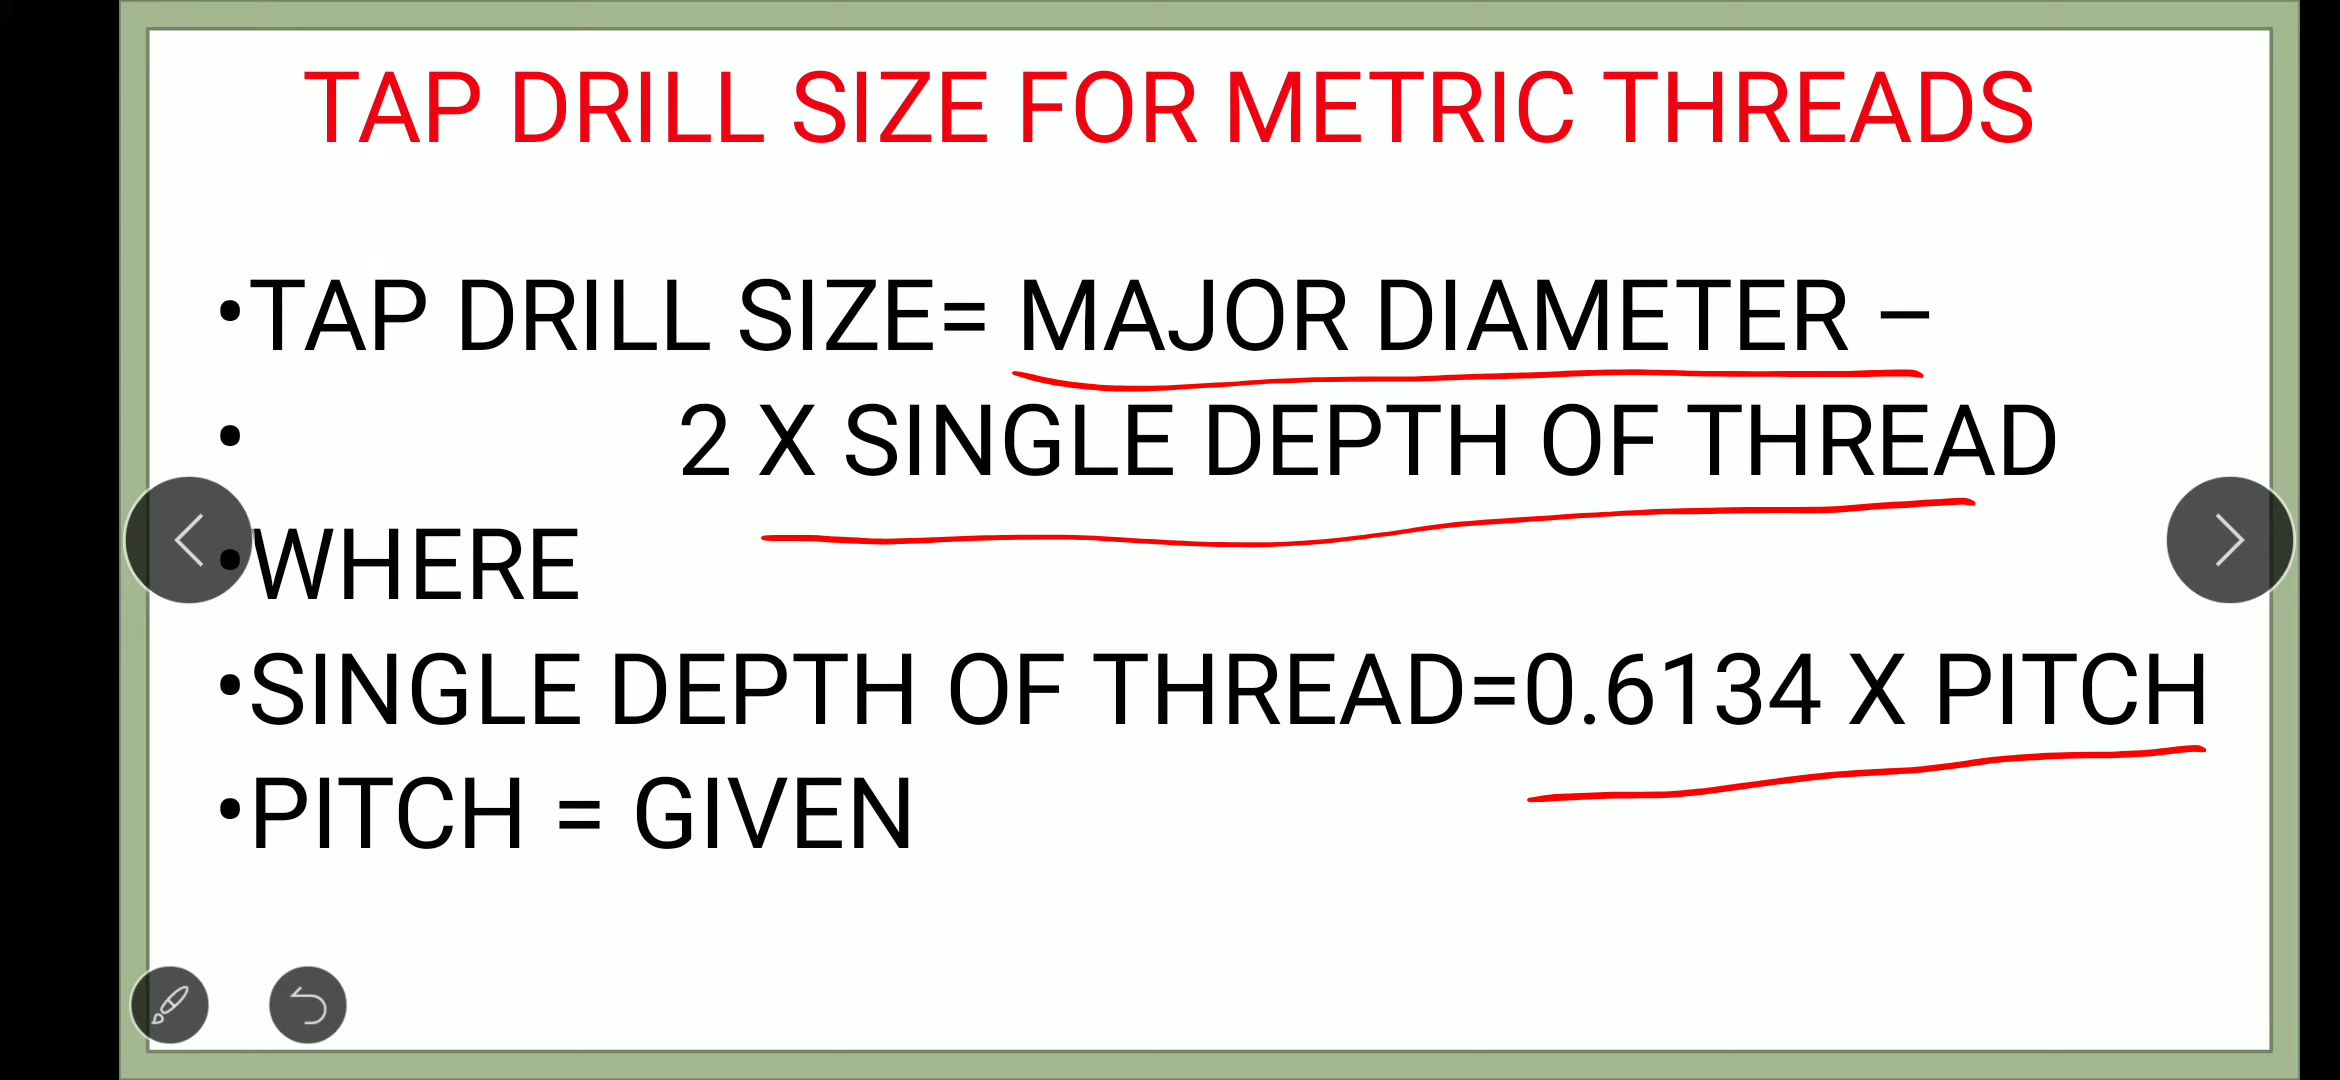 TAP DRILL SIZE FOR METRIC THREADS
•TAP DRILL SIZE= MAJOR DIAMETER –
• 2 X SINGLE DEPTH OF THREAD
•WHERE
•SINGLE DEPTH OF THREAD=0.6134 X PITCH
•PITCH = GIVEN